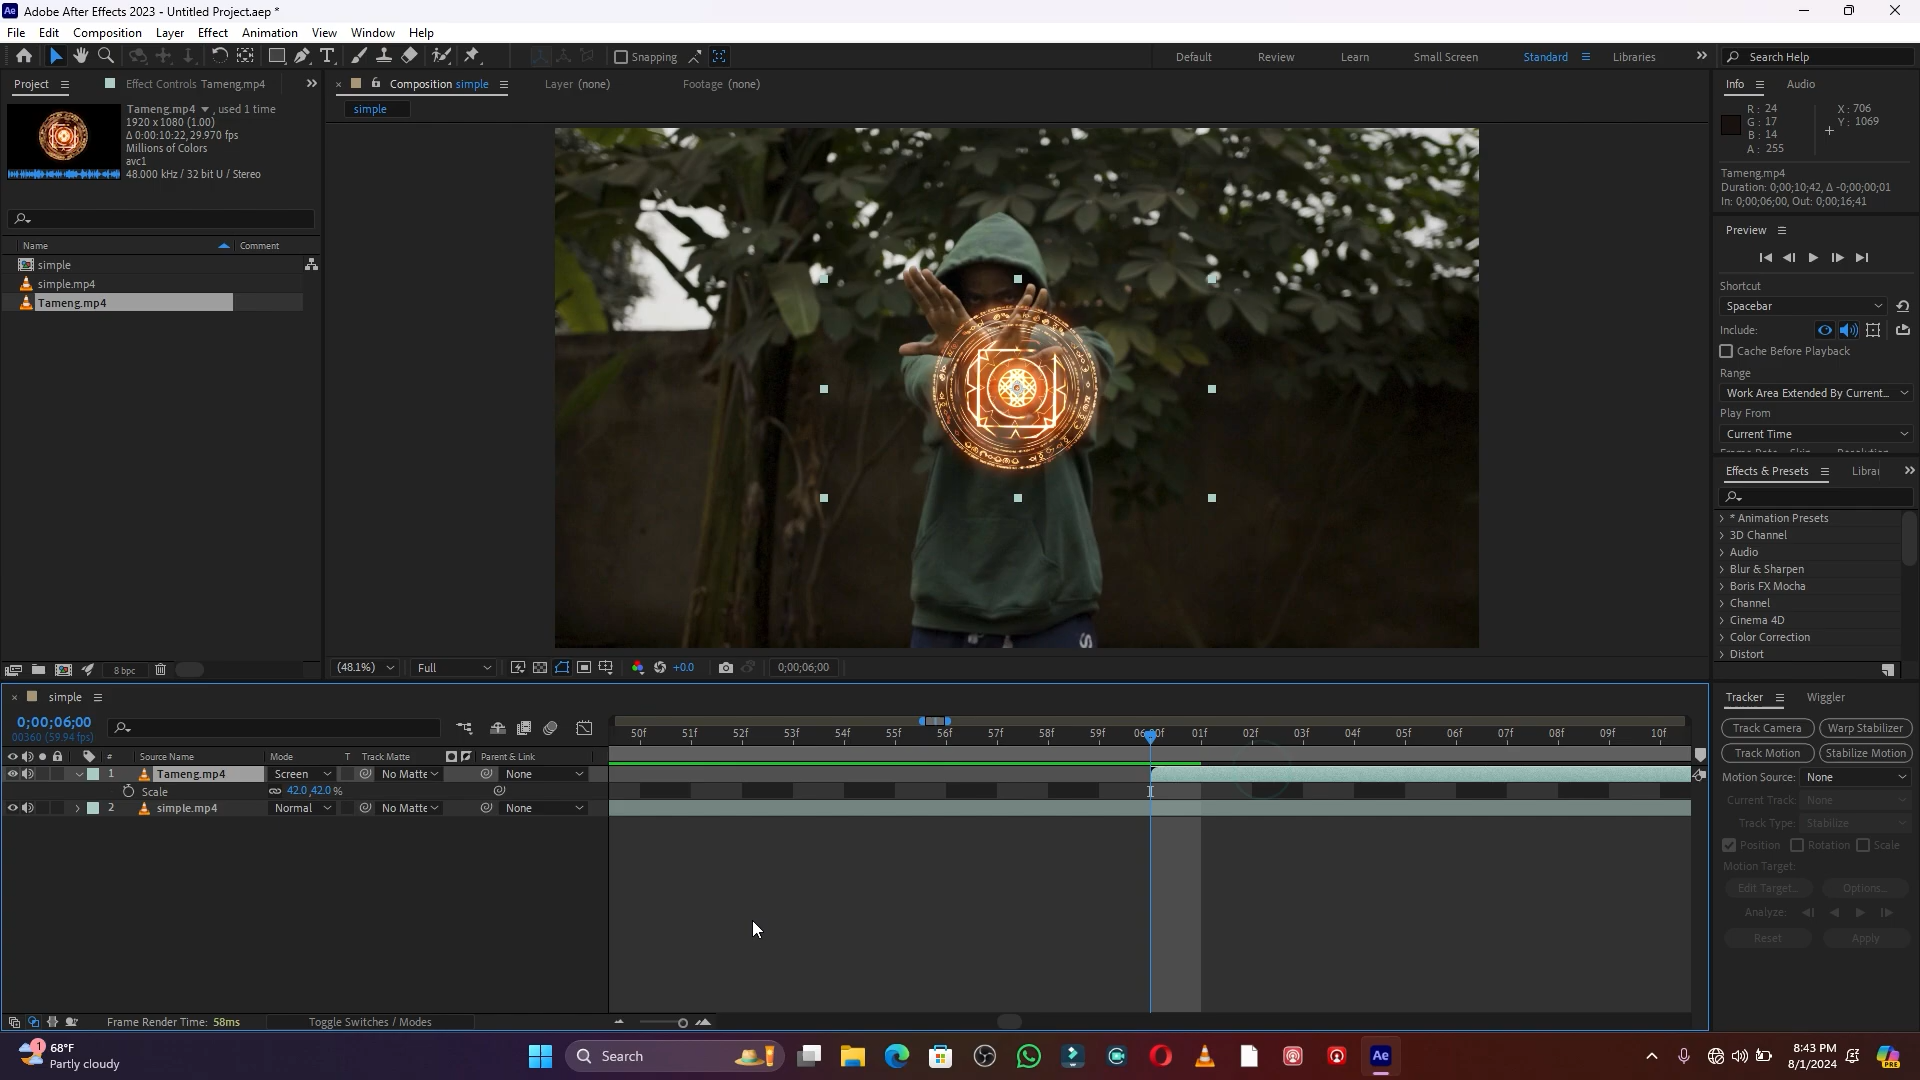 Adobe After Effects 2023 - Untitled Project.aep *
File Edit Composition Layer Effect Animation View Window Help
Snapping Default Review Learn Small Screen Standard Libraries Search Help
Project Effect Controls Tameng.mp4
Composition simple Layer (none) Footage (none)
simple
Tameng.mp4 , used 1 time
1920 x 1080 (1.00)
Δ 0:00:10:22, 29.970 fps
Millions of Colors
avc1
48.000 kHz / 32 bit U / Stereo
Name Comment
simple
simple.mp4
Tameng.mp4
8 bpc
(48.1%) Full +0.0 0;00;06;00
Info Audio
R: 24 X: 706
G: 17 Y: 1069
B: 14
A: 255
Tameng.mp4
Duration: 0;00;10;42, Δ -0;00;00;01
In: 0;00;06;00, Out: 0;00;16;41
Preview
Shortcut
Spacebar
Include:
Cache Before Playback
Range
Work Area Extended By Current...
Play From
Current Time
Effects & Presets
* Animation Presets
3D Channel
Audio
Blur & Sharpen
Boris FX Mocha
Channel
Cinema 4D
Color Correction
Distort
simple
0;00;06;00
00360 (59.94 fps)
50f 51f 52f 53f 54f 55f 56f 57f 58f 59f 01f 02f 03f 04f 05f 06f 07f 08f 09f 10f
# Source Name Mode T Track Matte Parent & Link
1 Tameng.mp4 Screen No Matte None
Scale 42.0,42.0 %
2 simple.mp4 Normal No Matte None
Frame Render Time: 58ms Toggle Switches / Modes
Tracker Wiggler
Track Camera Warp Stabilizer
Track Motion Stabilize Motion
Motion Source: None
Current Track: None
Track Type: Stabilize
Position Rotation Scale
Motion Target:
Edit Target... Options...
Analyze:
Reset Apply
68°F
Partly cloudy
Search
8:43 PM
8/1/2024